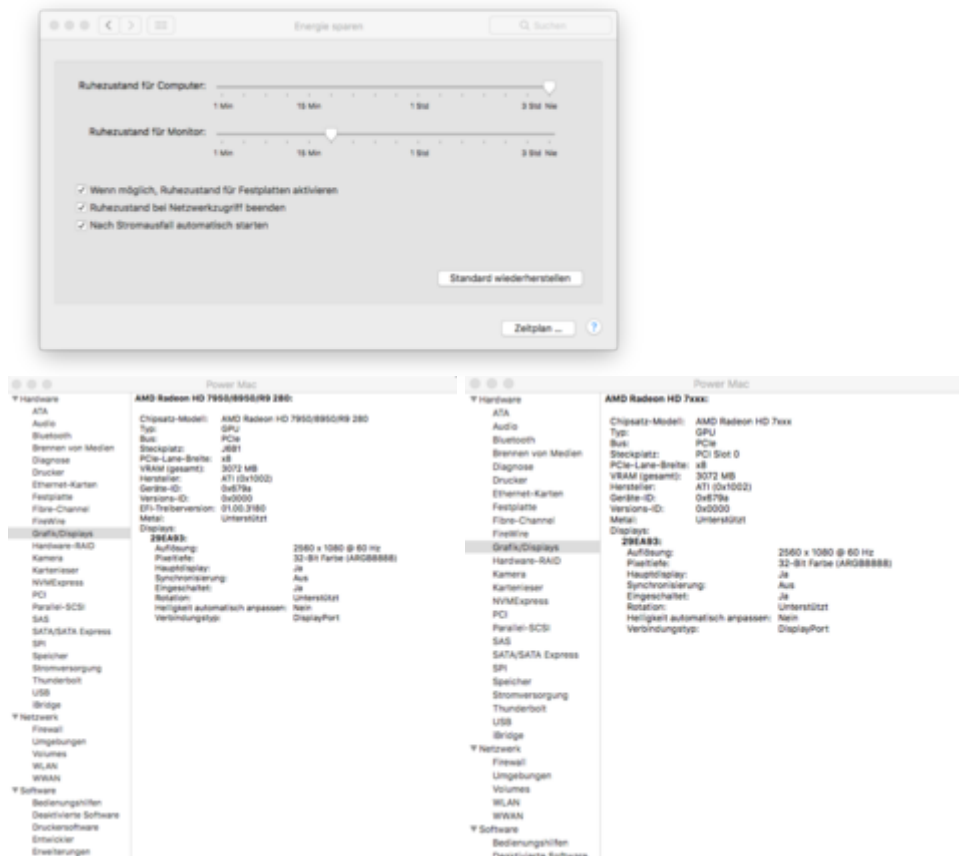 Energie sparen
Suchen
Ruhezustand für Computer:
1 Min 15 Min 1 Std 3 Std Nie
Ruhezustand für Monitor:
1 Min 15 Min 1 Std 3 Std Nie
Wenn möglich, Ruhezustand für Festplatten aktivieren
Ruhezustand bei Netzwerkzugriff beenden
Nach Stromausfall automatisch starten
Standard wiederherstellen
Zeitplan ...
?
Power Mac
Hardware
ATA
Audio
Bluetooth
Brennen von Medien
Diagnose
Drucker
Ethernet-Karten
Festplatte
Fibre-Channel
FireWire
Grafik/Displays
Hardware-RAID
Kamera
Kartenleser
NVMExpress
PCI
Parallel-SCSI
SAS
SATA/SATA Express
SPI
Speicher
Stromversorgung
Thunderbolt
USB
iBridge
Netzwerk
Firewall
Umgebungen
Volumes
WLAN
WWAN
Software
Bedienungshilfen
Deaktivierte Software
Druckersoftware
Entwickler
Erweiterungen
AMD Radeon HD 7950/8950/R9 280:
Chipsatz-Modell: AMD Radeon HD 7950/8950/R9 280
Typ: GPU
Bus: PCIe
Steckplatz: J681
PCIe-Lane-Breite: x8
VRAM (gesamt): 3072 MB
Hersteller: ATI (0x1002)
Geräte-ID: 0x679a
Versions-ID: 0x0000
EFI-Treiberversion: 01.00.3180
Metal: Unterstützt
Displays:
29EA93:
Auflösung: 2560 x 1080 @ 60 Hz
Pixeltiefe: 32-Bit Farbe (ARGB8888)
Hauptdisplay: Ja
Synchronisierung: Aus
Eingeschaltet: Ja
Rotation: Unterstützt
Helligkeit automatisch anpassen: Nein
Verbindungstyp: DisplayPort
Power Mac
Hardware
ATA
Audio
Bluetooth
Brennen von Medien
Diagnose
Drucker
Ethernet-Karten
Festplatte
Fibre-Channel
FireWire
Grafik/Displays
Hardware-RAID
Kamera
Kartenleser
NVMExpress
PCI
Parallel-SCSI
SAS
SATA/SATA Express
SPI
Speicher
Stromversorgung
Thunderbolt
USB
iBridge
Netzwerk
Firewall
Umgebungen
Volumes
WLAN
WWAN
Software
Bedienungshilfen
Deaktivierte Software
AMD Radeon HD 7xxx:
Chipsatz-Modell: AMD Radeon HD 7xxx
Typ: GPU
Bus: PCIe
Steckplatz: PCI Slot 0
PCIe-Lane-Breite: x8
VRAM (gesamt): 3072 MB
Hersteller: ATI (0x1002)
Geräte-ID: 0x679a
Versions-ID: 0x0000
Metal: Unterstützt
Displays:
29EA93:
Auflösung: 2560 x 1080 @ 60 Hz
Pixeltiefe: 32-Bit Farbe (ARGB8888)
Hauptdisplay: Ja
Synchronisierung: Aus
Eingeschaltet: Ja
Rotation: Unterstützt
Helligkeit automatisch anpassen: Nein
Verbindungstyp: DisplayPort